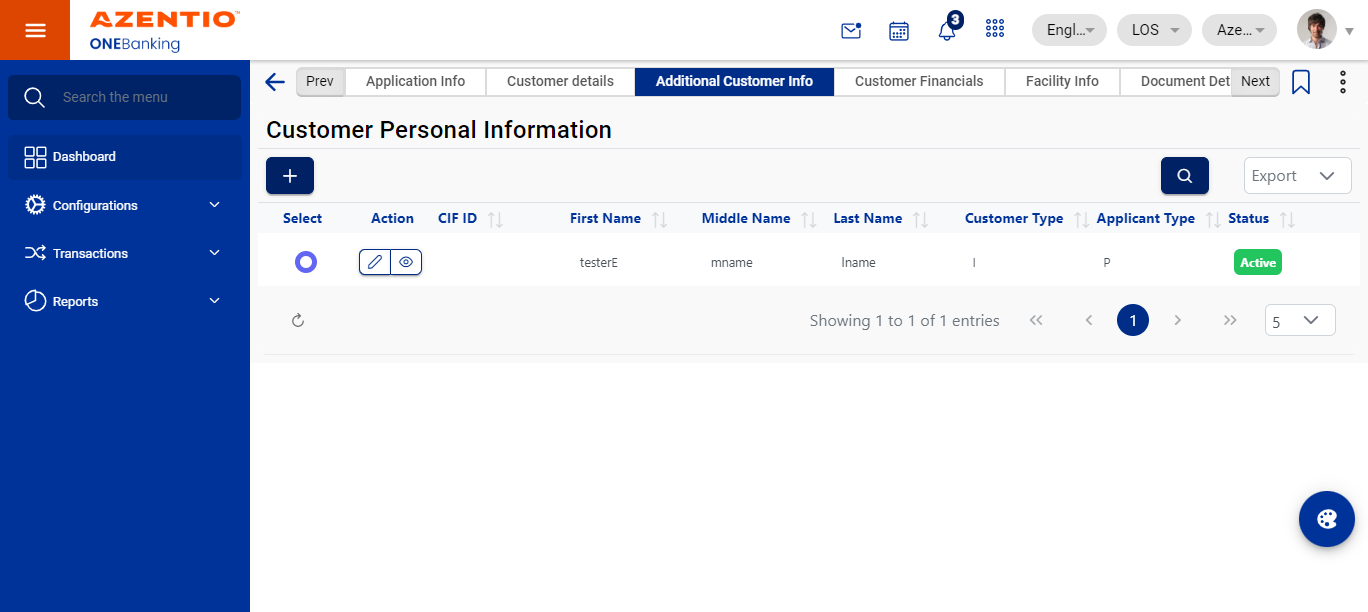 AZENTIO™
ONEBanking
3
Engl...
LOS
Aze...
Search the menu
Dashboard
Configurations
Transactions
Reports
Prev
Application Info
Customer details
Additional Customer Info
Customer Financials
Facility Info
Document Det
Next
Customer Personal Information
Export
Select Action CIF ID First Name Middle Name Last Name Customer Type Applicant Type Status
testerE mname lname I P Active
Showing 1 to 1 of 1 entries
1
5